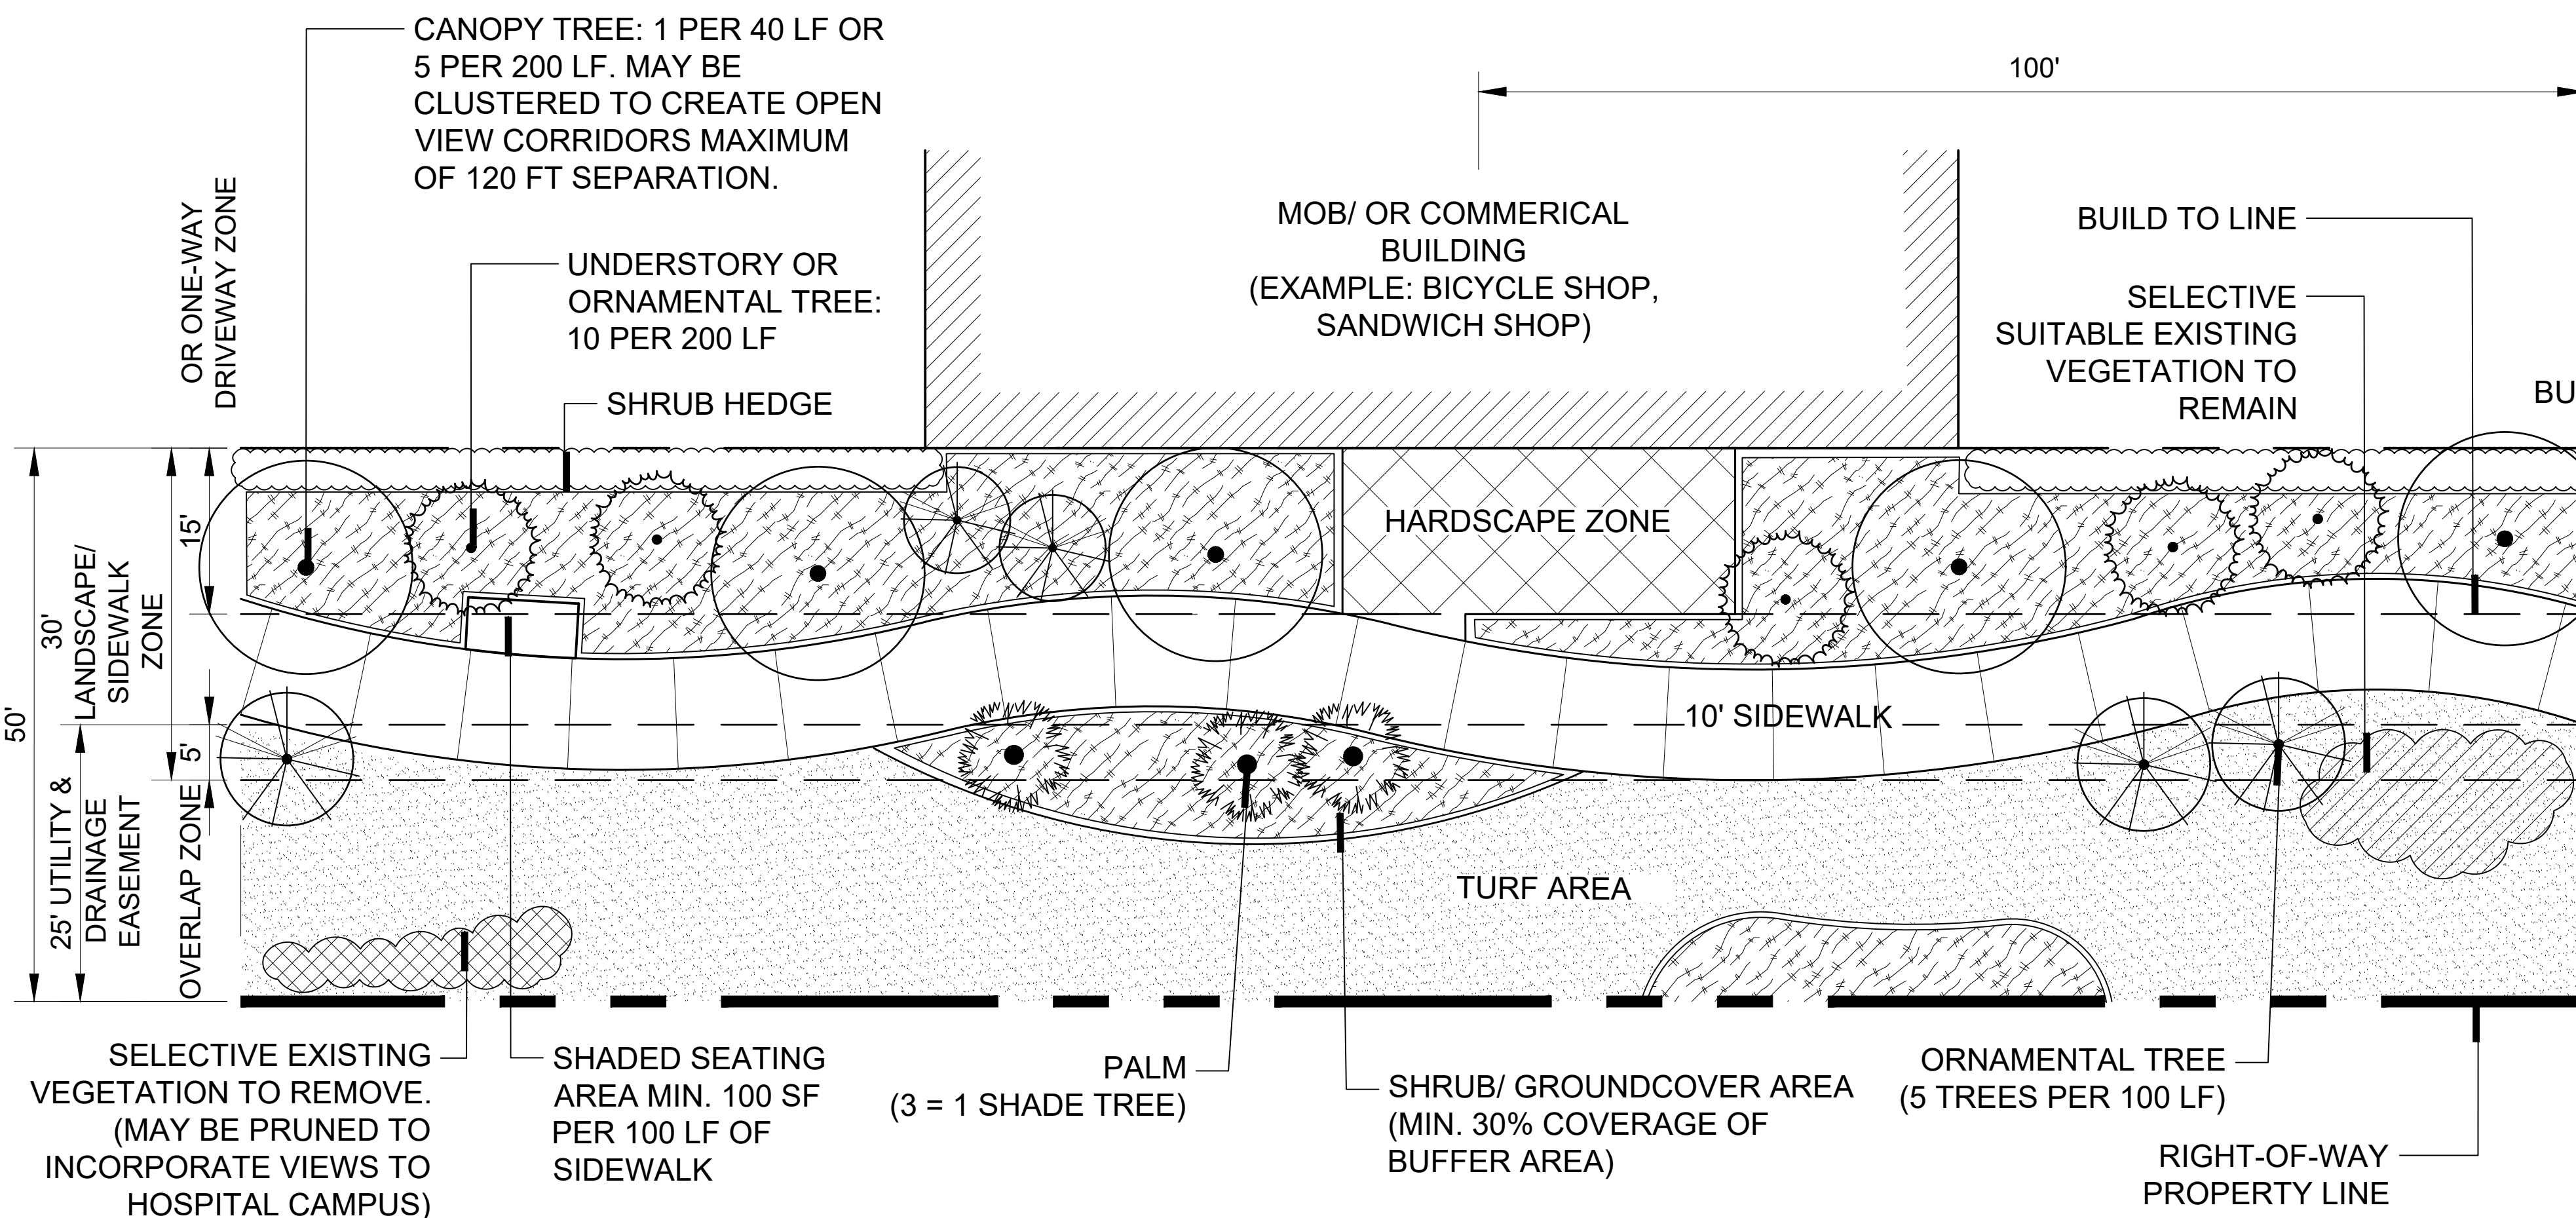 CANOPY TREE: 1 PER 40 LF OR
5 PER 200 LF. MAY BE
CLUSTERED TO CREATE OPEN
VIEW CORRIDORS MAXIMUM
OF 120 FT SEPARATION.
100'
OR ONE-WAY
DRIVEWAY ZONE
UNDERSTORY OR
ORNAMENTAL TREE:
10 PER 200 LF
SHRUB HEDGE
MOB/ OR COMMERICAL
BUILDING
(EXAMPLE: BICYCLE SHOP,
SANDWICH SHOP)
BUILD TO LINE
SELECTIVE
SUITABLE EXISTING
VEGETATION TO
REMAIN
BU
50'
30'
LANDSCAPE/
SIDEWALK
ZONE
15'
5'
25' UTILITY &
DRAINAGE
EASEMENT
OVERLAP ZONE
HARDSCAPE ZONE
10' SIDEWALK
TURF AREA
SELECTIVE EXISTING
VEGETATION TO REMOVE.
(MAY BE PRUNED TO
INCORPORATE VIEWS TO
HOSPITAL CAMPUS)
SHADED SEATING
AREA MIN. 100 SF
PER 100 LF OF
SIDEWALK
PALM
(3 = 1 SHADE TREE)
SHRUB/ GROUNDCOVER AREA
(MIN. 30% COVERAGE OF
BUFFER AREA)
ORNAMENTAL TREE
(5 TREES PER 100 LF)
RIGHT-OF-WAY
PROPERTY LINE